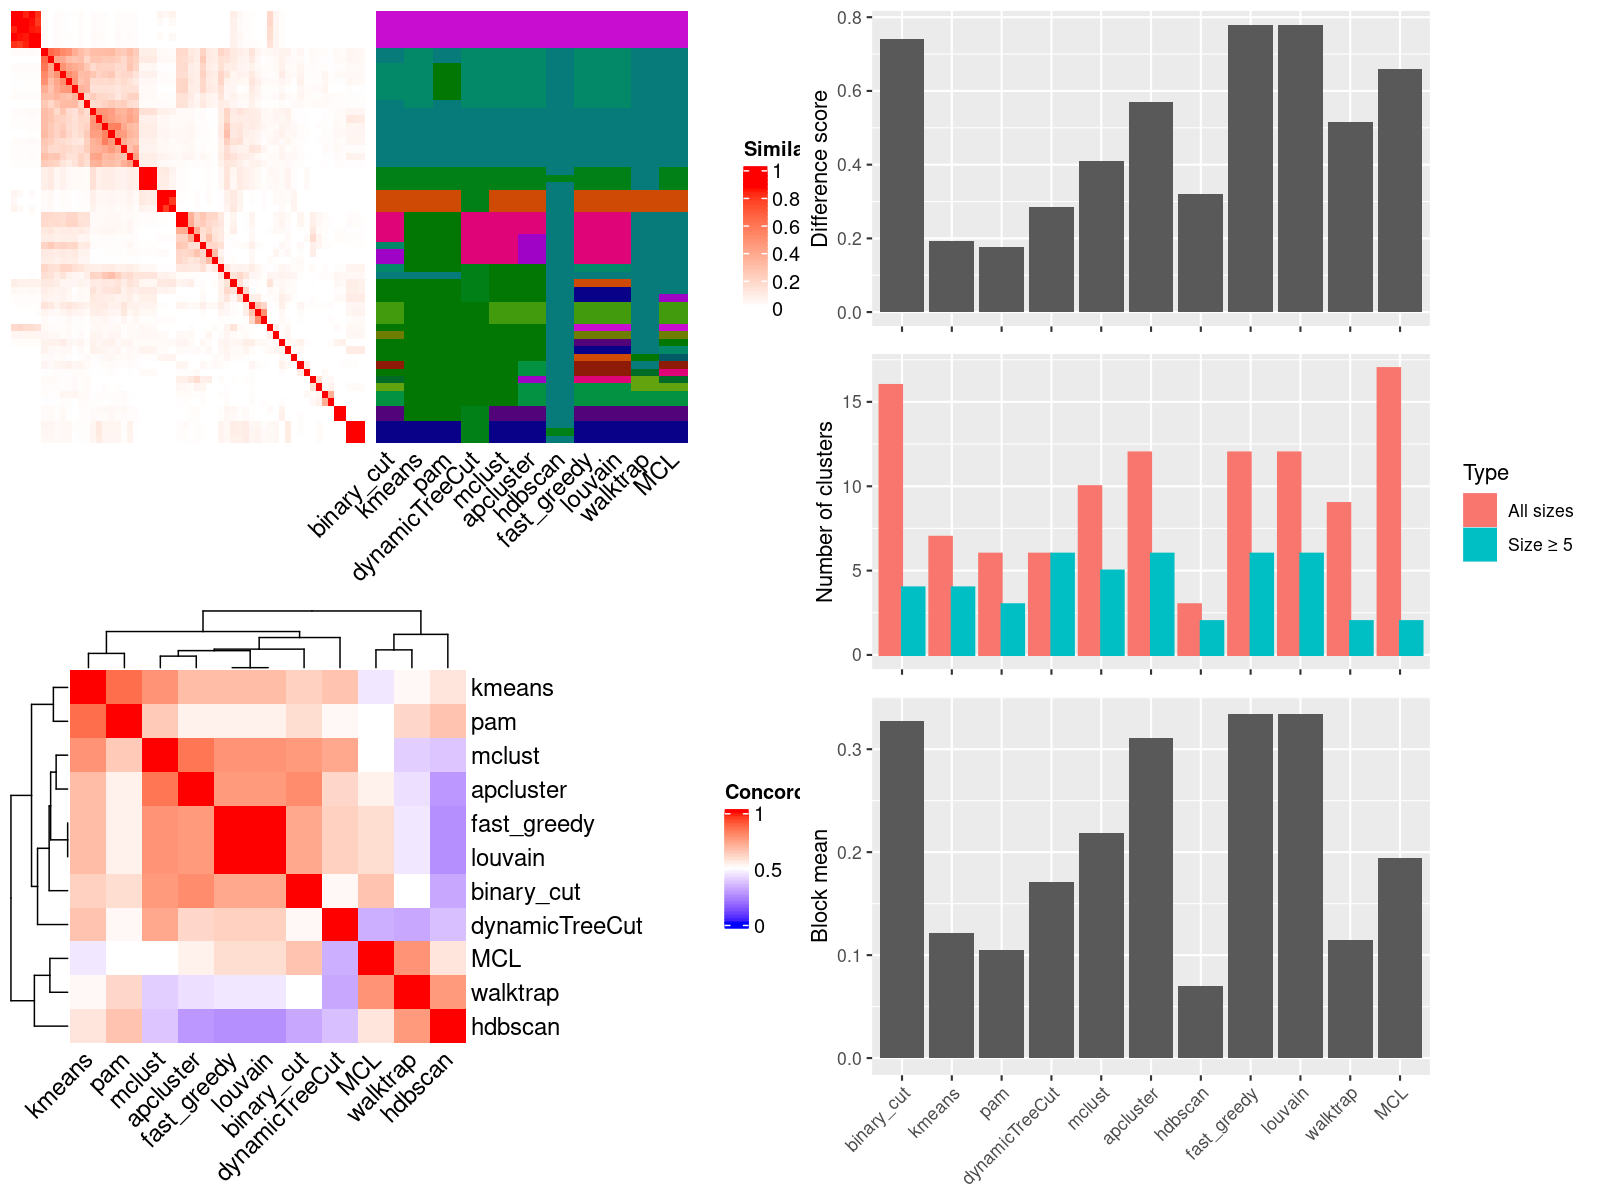 Simila
1
0.8
0.6
0.4
0.2
0
binary_cut
kmeans
pam
dynamicTreeCut
mclust
apcluster
hdbscan
fast_greedy
louvain
walktrap
MCL
kmeans
pam
mclust
apcluster
fast_greedy
louvain
binary_cut
dynamicTreeCut
MCL
walktrap
hdbscan
Concord
1
0.5
0
kmeans
pam
mclust
apcluster
fast_greedy
louvain
binary_cut
dynamicTreeCut
MCL
walktrap
hdbscan
Difference score
0.8
0.6
0.4
0.2
0.0
Number of clusters
15
10
5
0
Type
All sizes
Size ≥ 5
Block mean
0.3
0.2
0.1
0.0
binary_cut
kmeans
pam
dynamicTreeCut
mclust
apcluster
hdbscan
fast_greedy
louvain
walktrap
MCL